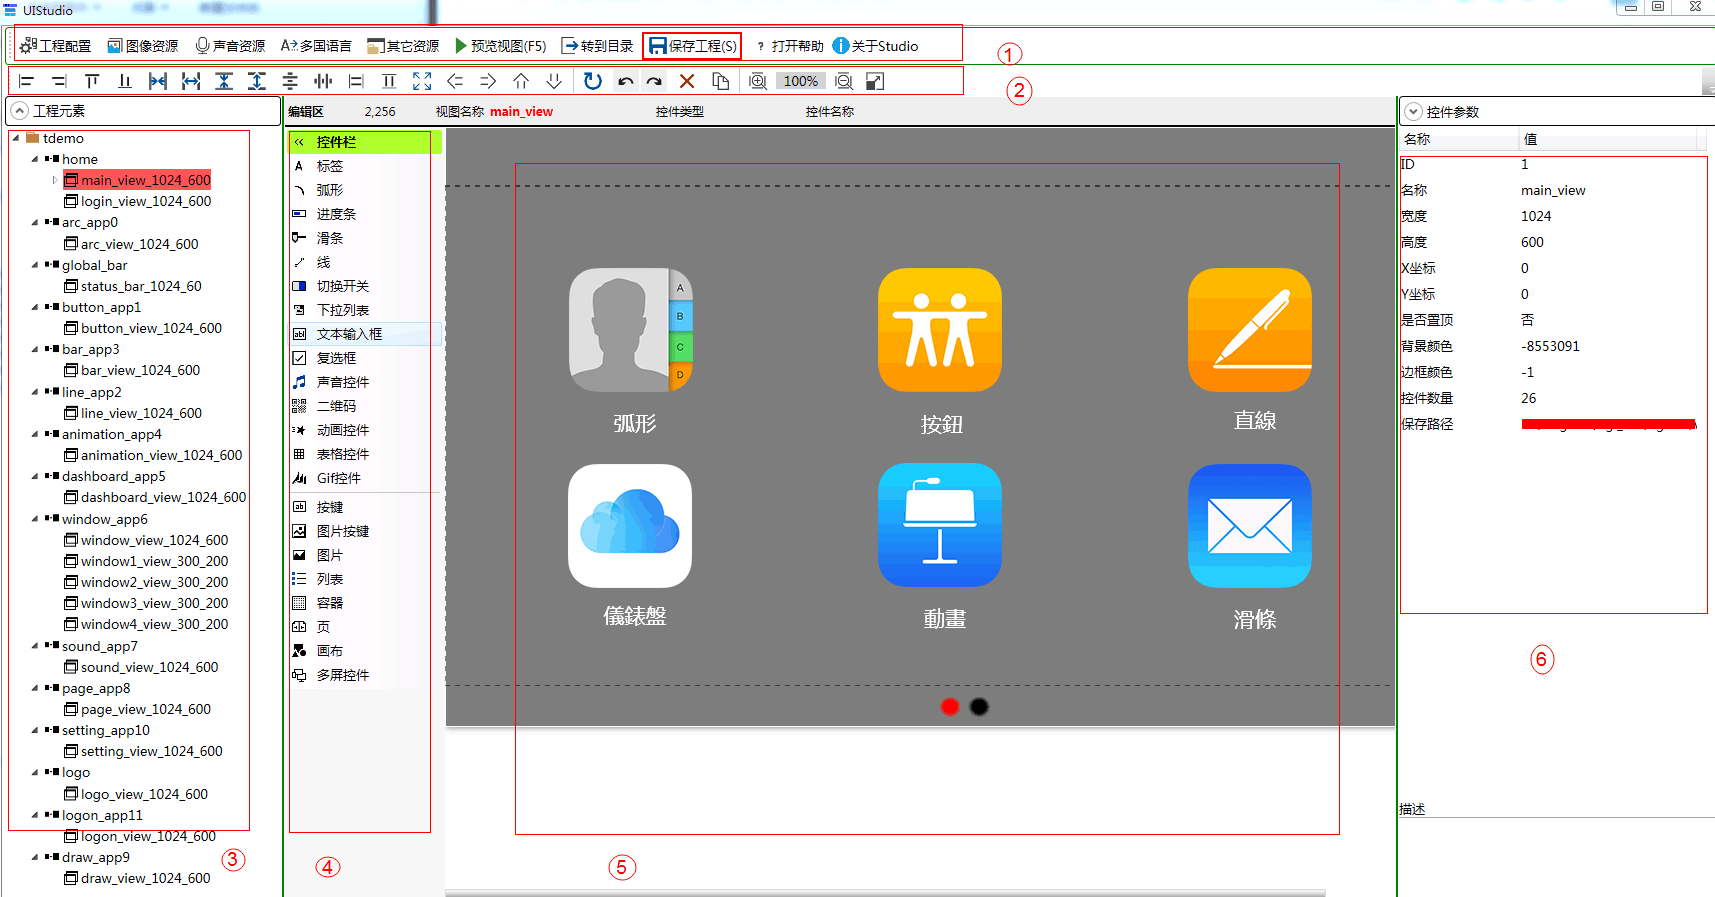 UIStudio
工程配置 图像资源 声音资源 多国语言 其它资源 预览视图(F5) 转到目录 保存工程(S) ? 打开帮助 关于Studio
1
100%
2
工程元素
tdemo
home
main_view_1024_600
login_view_1024_600
arc_app0
arc_view_1024_600
global_bar
status_bar_1024_60
button_app1
button_view_1024_600
bar_app3
bar_view_1024_600
line_app2
line_view_1024_600
animation_app4
animation_view_1024_600
dashboard_app5
dashboard_view_1024_600
window_app6
window_view_1024_600
window1_view_300_200
window2_view_300_200
window3_view_300_200
window4_view_300_200
sound_app7
sound_view_1024_600
page_app8
page_view_1024_600
setting_app10
setting_view_1024_600
logo
logo_view_1024_600
logon_app11
logon_view_1024_600
draw_app9
draw_view_1024_600
3
编辑区 2,256 视图名称 main_view 控件类型 控件名称
控件栏
标签
弧形
进度条
滑条
线
切换开关
下拉列表
文本输入框
复选框
声音控件
二维码
动画控件
表格控件
Gif控件
按键
图片按键
图片
列表
容器
页
画布
多屏控件
4
A
B
C
D
弧形 按鈕 直線
儀錶盤 動畫 滑條
5
控件参数
名称 值
ID 1
名称 main_view
宽度 1024
高度 600
X坐标 0
Y坐标 0
是否置顶 否
背景颜色 -8553091
边框颜色 -1
控件数量 26
保存路径
6
描述